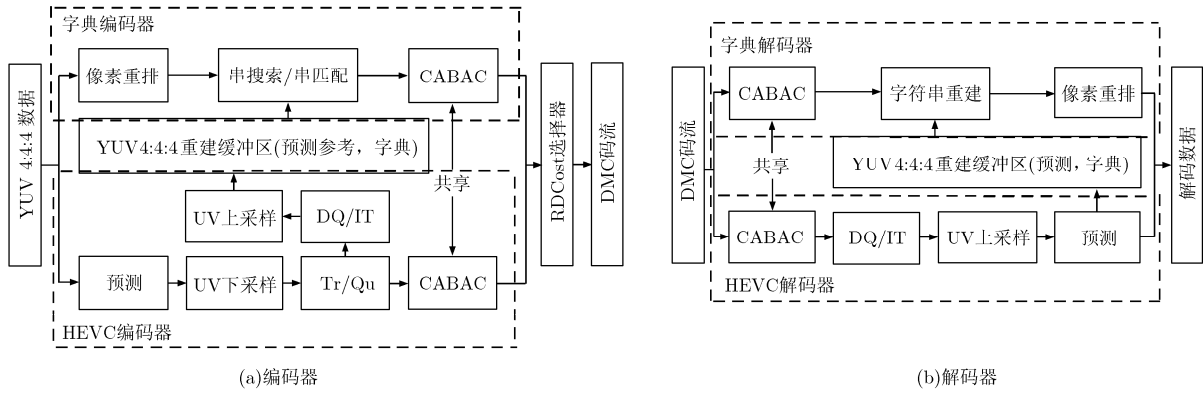 字典编码器
YUV 4:4:4 数据
像素重排
串搜索/串匹配
CABAC
YUV4:4:4重建缓冲区(预测参考，字典)
共享
UV上采样
DQ/IT
预测
UV下采样
Tr/Qu
CABAC
HEVC编码器
RDCost选择器
DMC码流
(a)编码器
字典解码器
DMC码流
CABAC
字符串重建
像素重排
共享
YUV4:4:4重建缓冲区(预测，字典)
CABAC
DQ/IT
UV上采样
预测
HEVC解码器
解码数据
(b)解码器